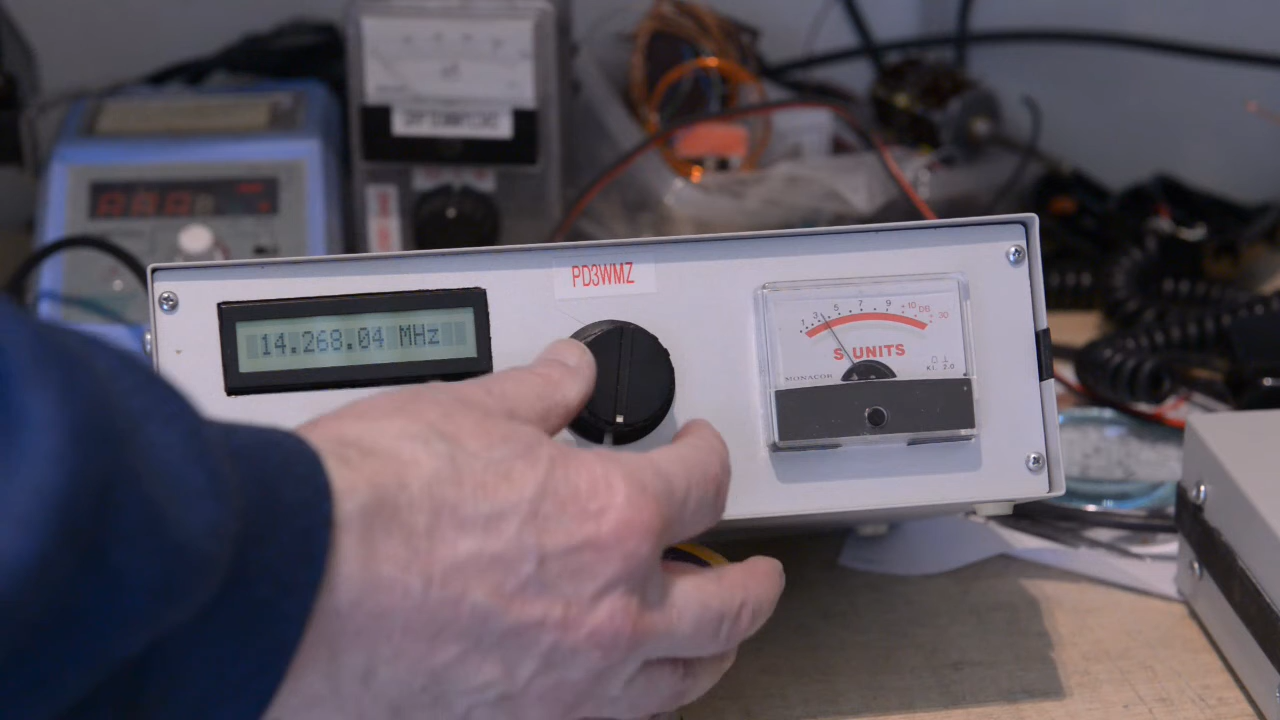 PD3WMZ
14.268.04 MHz
1 3 5 7 9 +10 DB + 30
S UNITS
MONACOR
KL. 2.0